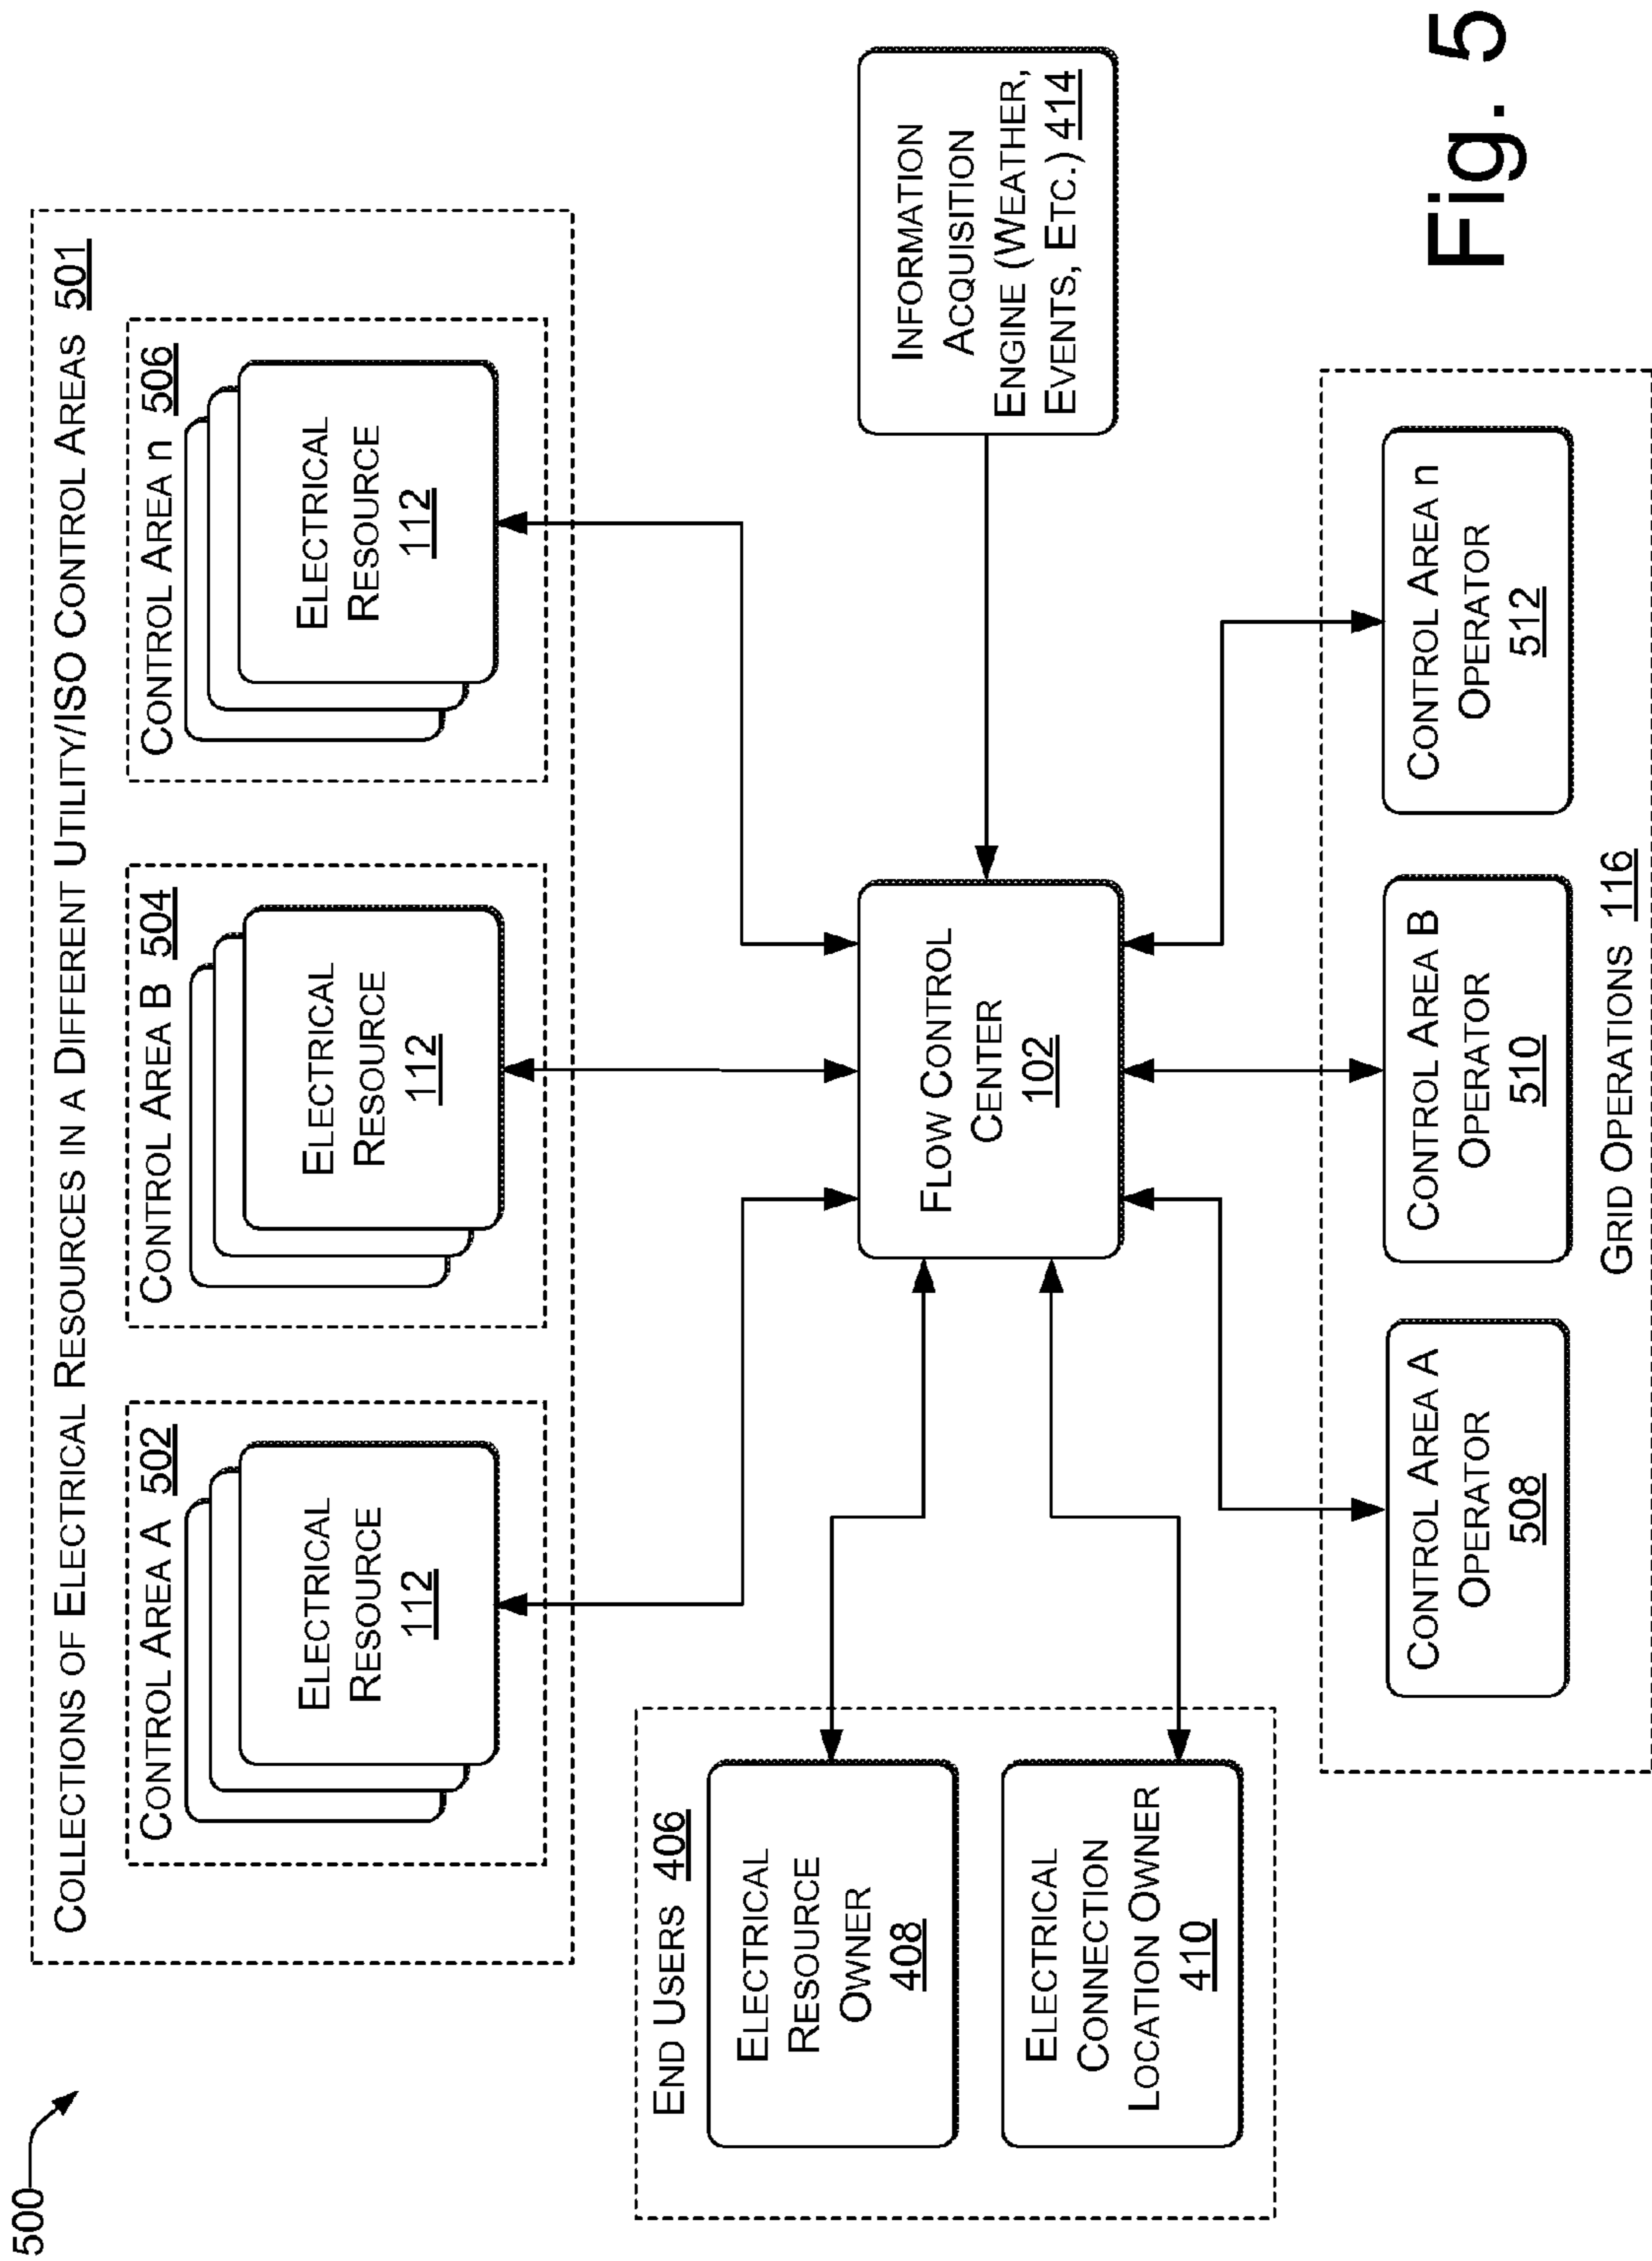 500
COLLECTIONS OF ELECTRICAL RESOURCES IN A DIFFERENT UTILITY/ISO CONTROL AREAS 501
CONTROL AREA A 502
ELECTRICAL
RESOURCE
112
CONTROL AREA B 504
ELECTRICAL
RESOURCE
112
CONTROL AREA n 506
ELECTRICAL
RESOURCE
112
END USERS 406
ELECTRICAL
RESOURCE
OWNER
408
ELECTRICAL
CONNECTION
LOCATION OWNER
410
FLOW CONTROL
CENTER
102
INFORMATION
ACQUISITION
ENGINE (WEATHER,
EVENTS, ETC.) 414
CONTROL AREA A
OPERATOR
508
CONTROL AREA B
OPERATOR
510
CONTROL AREA n
OPERATOR
512
GRID OPERATIONS 116
Fig. 5